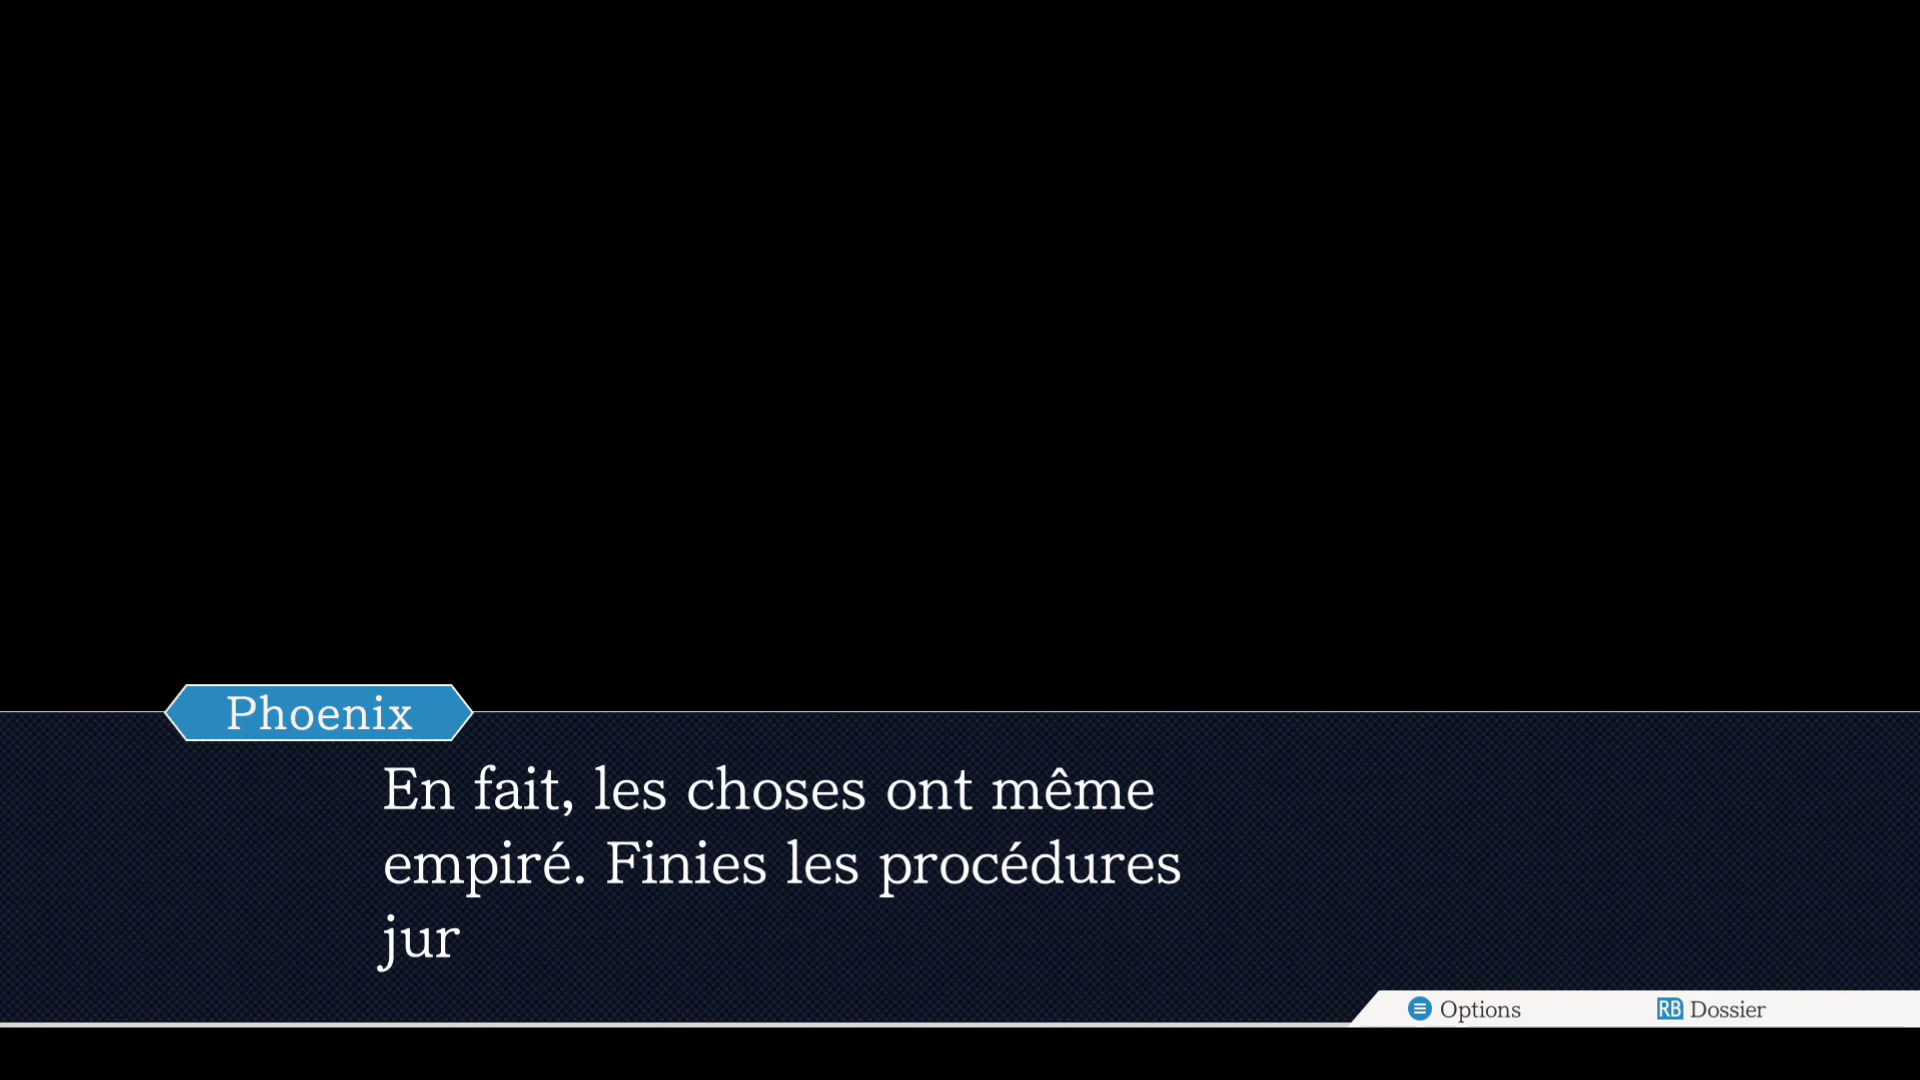 Phoenix
En fait, les choses ont même
empiré. Finies les procédures
jur
Options
RB Dossier